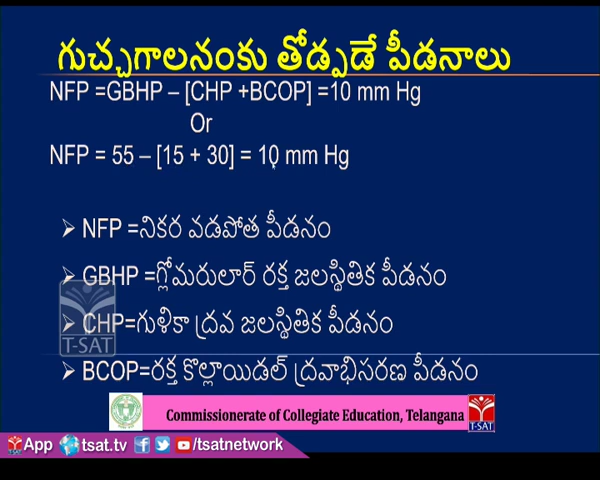 గుచ్చగాలనంకు తోడ్పడే పీడనాలు
NFP =GBHP – [CHP +BCOP] =10 mm Hg
Or
NFP = 55 – [15 + 30] = 10 mm Hg
➢ NFP =నికర వడపోత పీడనం
➢ GBHP =గ్లోమరులార్ రక్త జలస్థితిక పీడనం
➢ CHP=గుళికా ద్రవ జలస్థితిక పీడనం
➢ BCOP=రక్త కొల్లాయిడల్ ద్రవాభిసరణ పీడనం
T-SAT
Commissionerate of Collegiate Education, Telangana
T-SAT
App tsat.tv /tsatnetwork